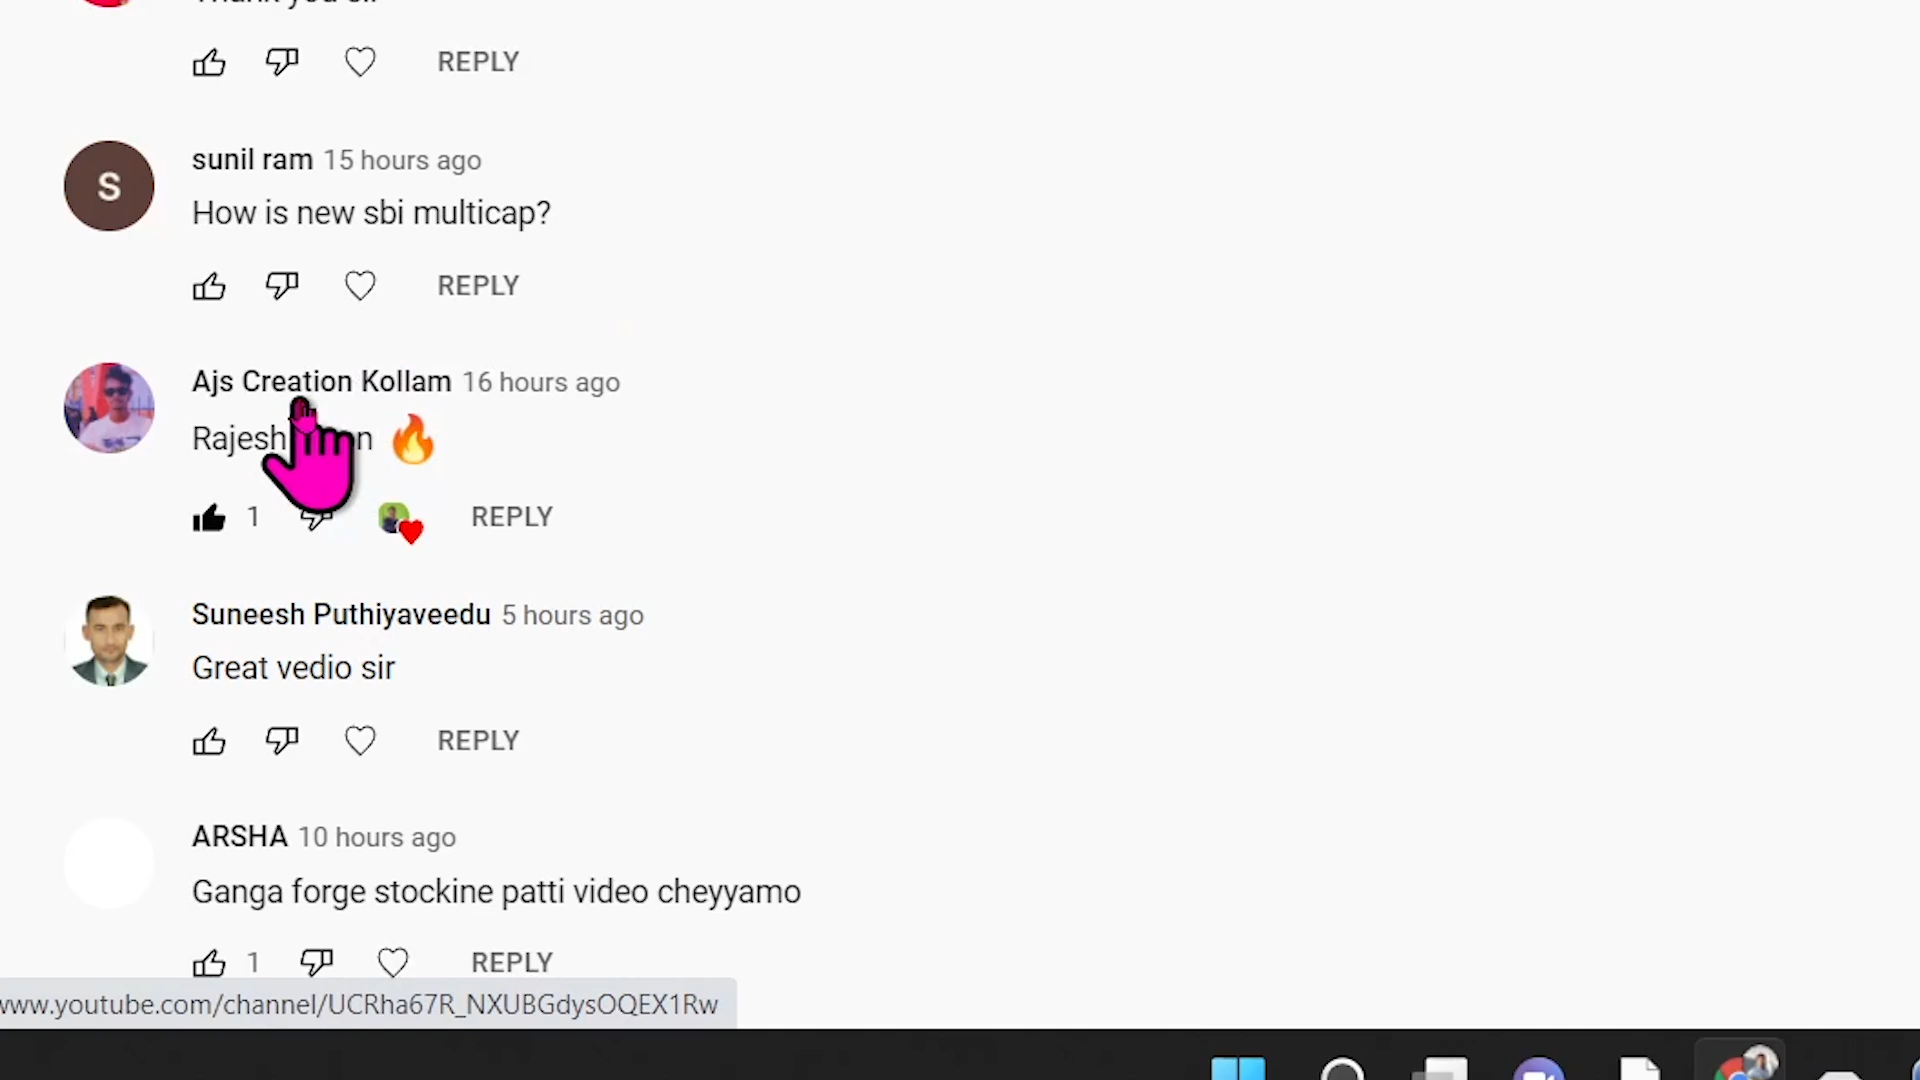 REPLY
sunil ram 15 hours ago
S
How is new sbi multicap?
REPLY
Ajs Creation Kollam 16 hours ago
Rajesh
1
REPLY
Suneesh Puthiyaveedu 5 hours ago
Great vedio sir
REPLY
ARSHA 10 hours ago
Ganga forge stockine patti video cheyyamo
1
REPLY
www.youtube.com/channel/UCRha67R_NXUBGdysOQEX1Rw